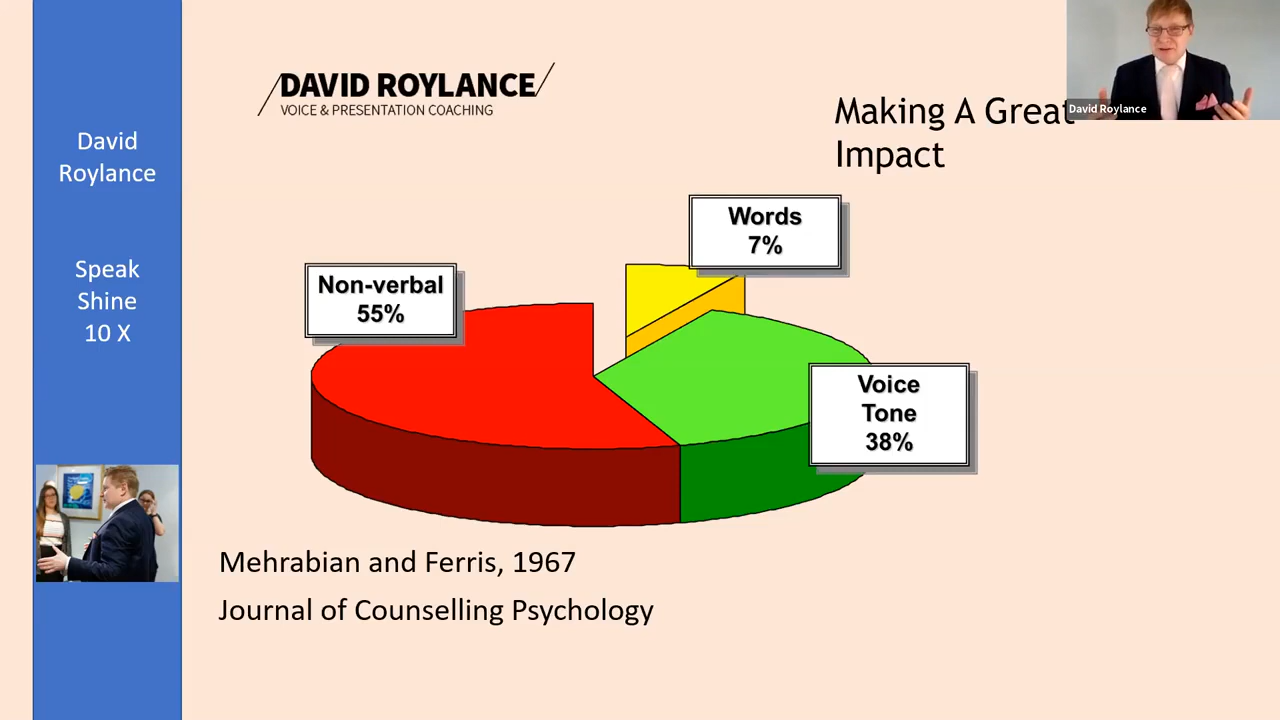 David
Roylance
Speak
Shine
10 X
DAVID ROYLANCE
VOICE & PRESENTATION COACHING
Making A Great
Impact
David Roylance
Words
7%
Non-verbal
55%
Voice
Tone
38%
Mehrabian and Ferris, 1967
Journal of Counselling Psychology